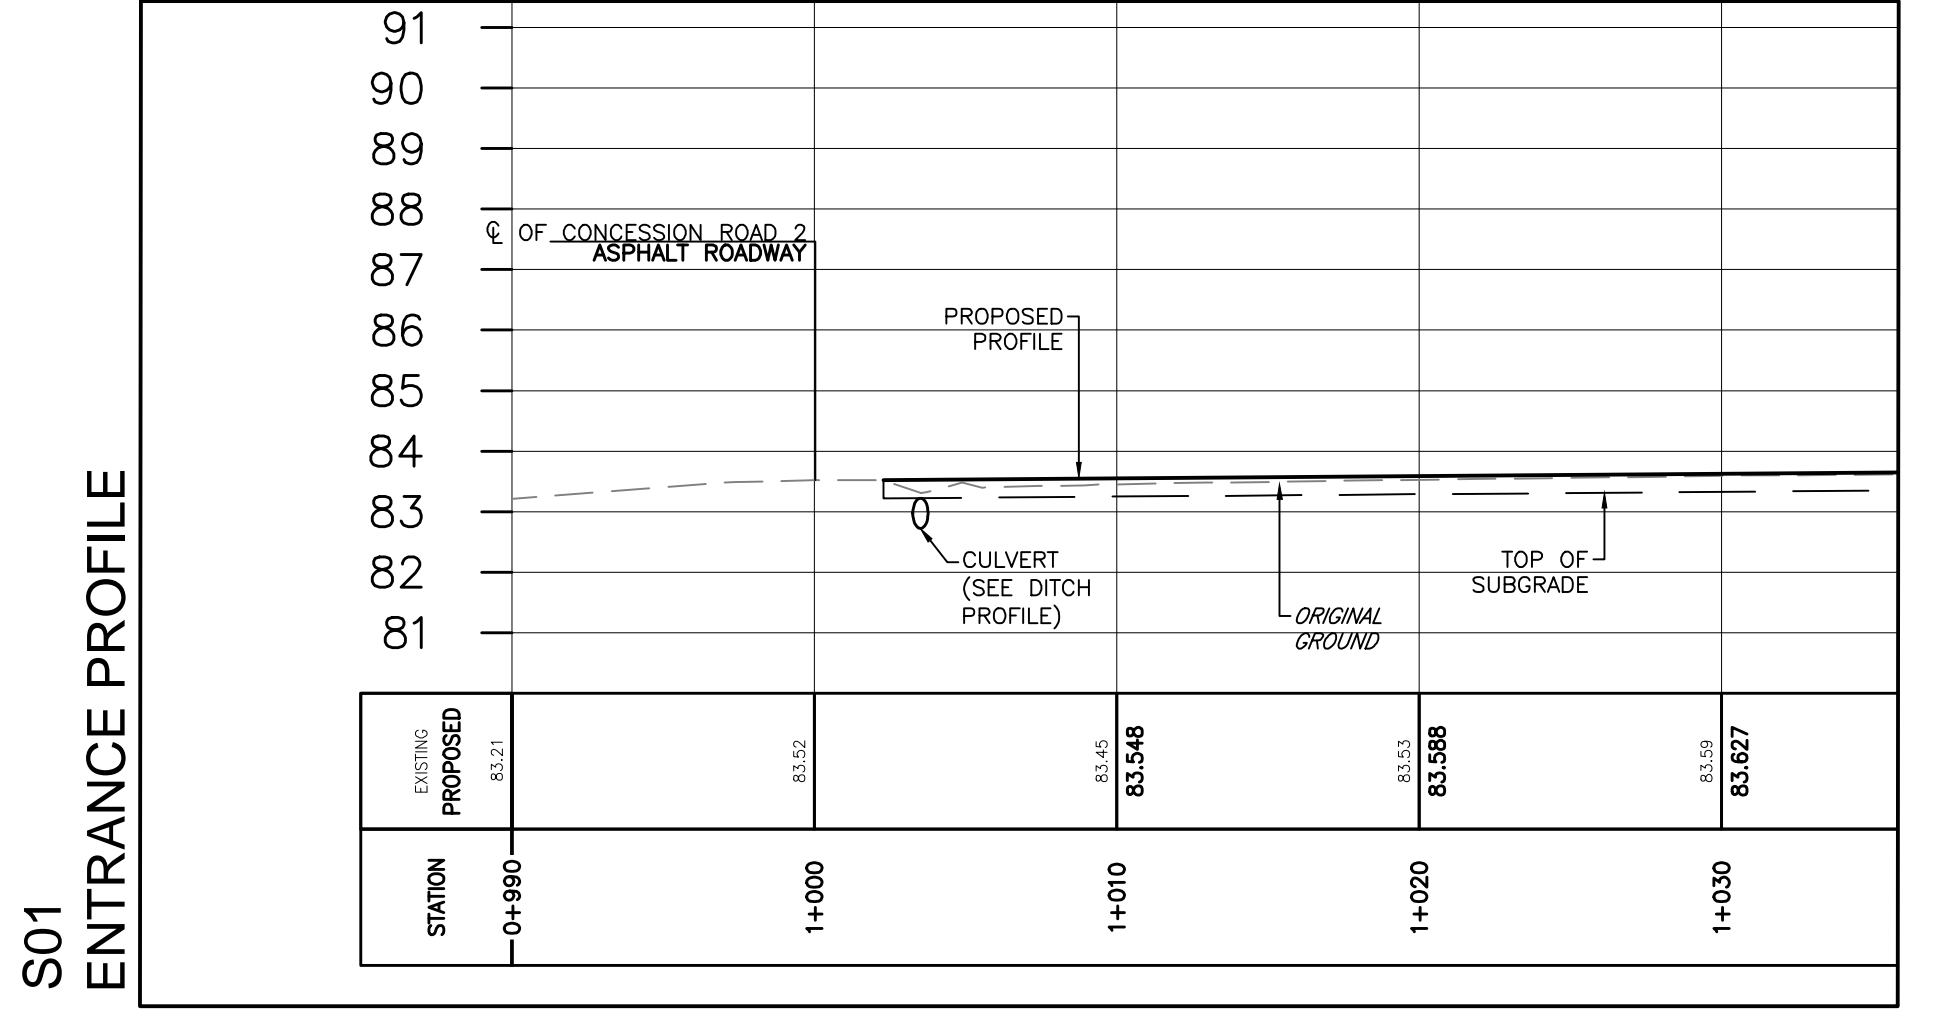 S01
ENTRANCE PROFILE
91
90
89
88
87
86
85
84
83
82
81
℄ OF CONCESSION ROAD 2
ASPHALT ROADWAY
PROPOSED
PROFILE
CULVERT
(SEE DITCH
PROFILE)
ORIGINAL
GROUND
TOP OF
SUBGRADE
EXISTING
PROPOSED
83.21
83.52
83.45
83.548
83.53
83.588
83.59
83.627
STATION
0+990
1+000
1+010
1+020
1+030